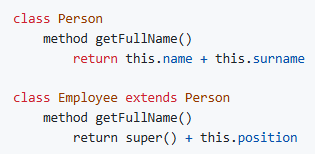 class Person
    method getFullName()
        return this.name + this.surname

class Employee extends Person
    method getFullName()
        return super() + this.position